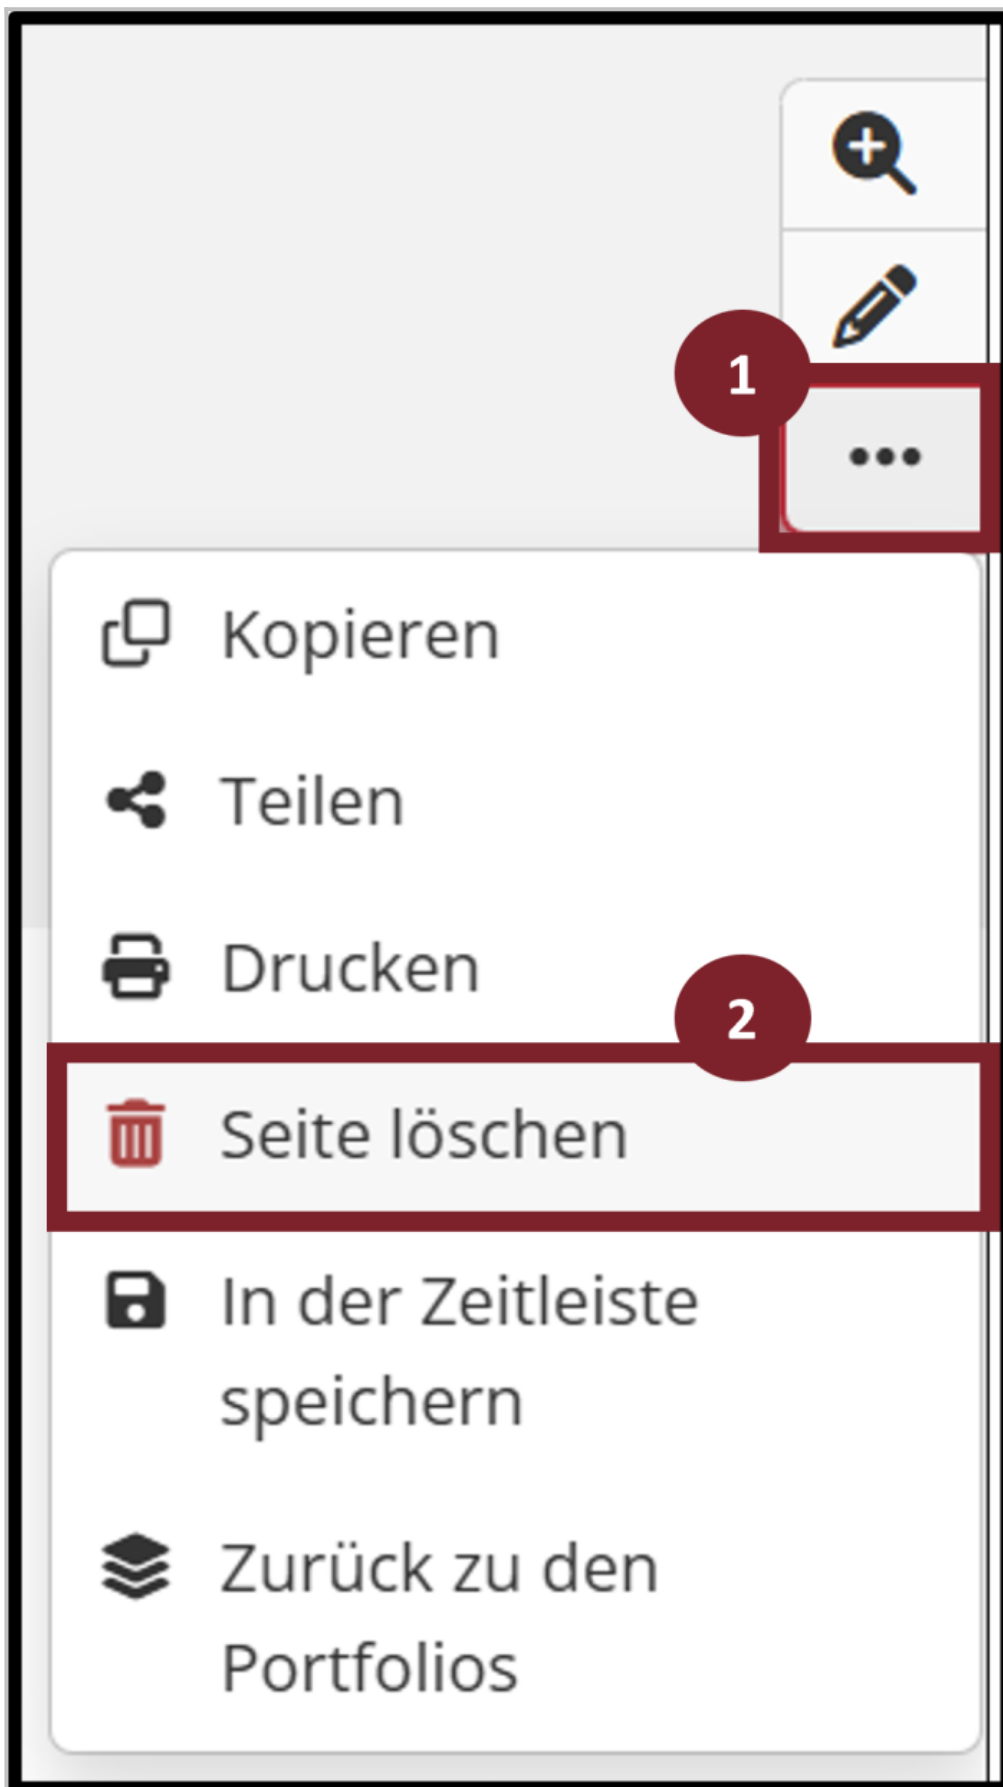 1
•••
Kopieren
Teilen
Drucken
2
Seite löschen
In der Zeitleiste
speichern
Zurück zu den
Portfolios